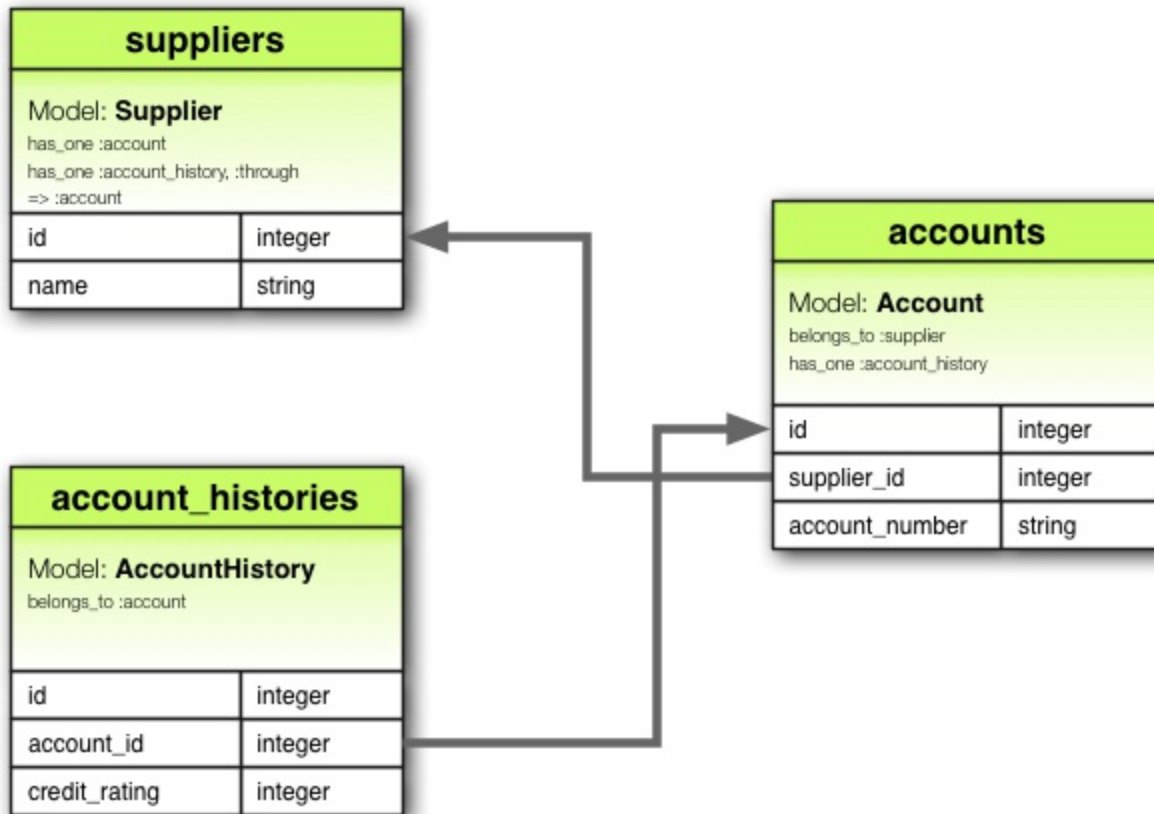 suppliers
Model: Supplier
has_one :account
has_one :account_history, :through
=> :account
id integer
name string
accounts
Model: Account
belongs_to :supplier
has_one :account_history
id integer
supplier_id integer
account_number string
account_histories
Model: AccountHistory
belongs_to :account
id integer
account_id integer
credit_rating integer